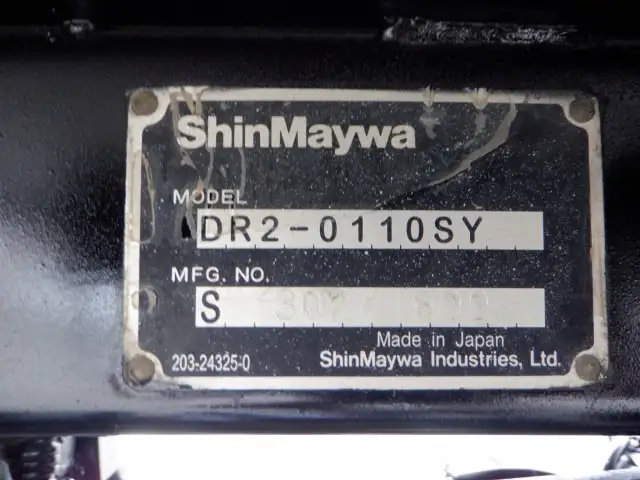 ShinMaywa
MODEL
DR2-0110SY
MFG. NO.
S
Made in Japan
203-24325-0 ShinMaywa Industries, Ltd.